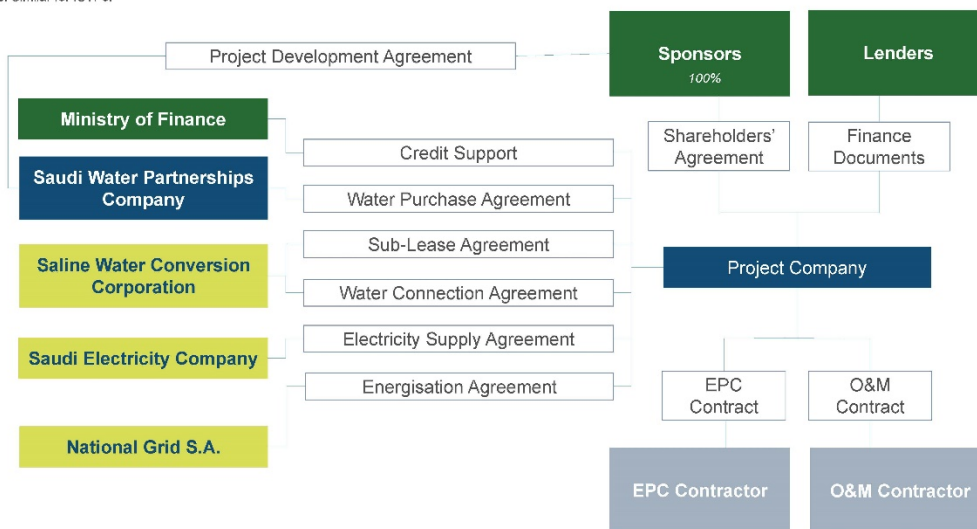 Project Development Agreement
Sponsors
100%
Lenders
Ministry of Finance
Saudi Water Partnerships
Company
Saline Water Conversion
Corporation
Saudi Electricity Company
National Grid S.A.
Credit Support
Water Purchase Agreement
Sub-Lease Agreement
Water Connection Agreement
Electricity Supply Agreement
Energisation Agreement
Shareholders'
Agreement
Finance
Documents
Project Company
EPC
Contract
O&M
Contract
EPC Contractor
O&M Contractor